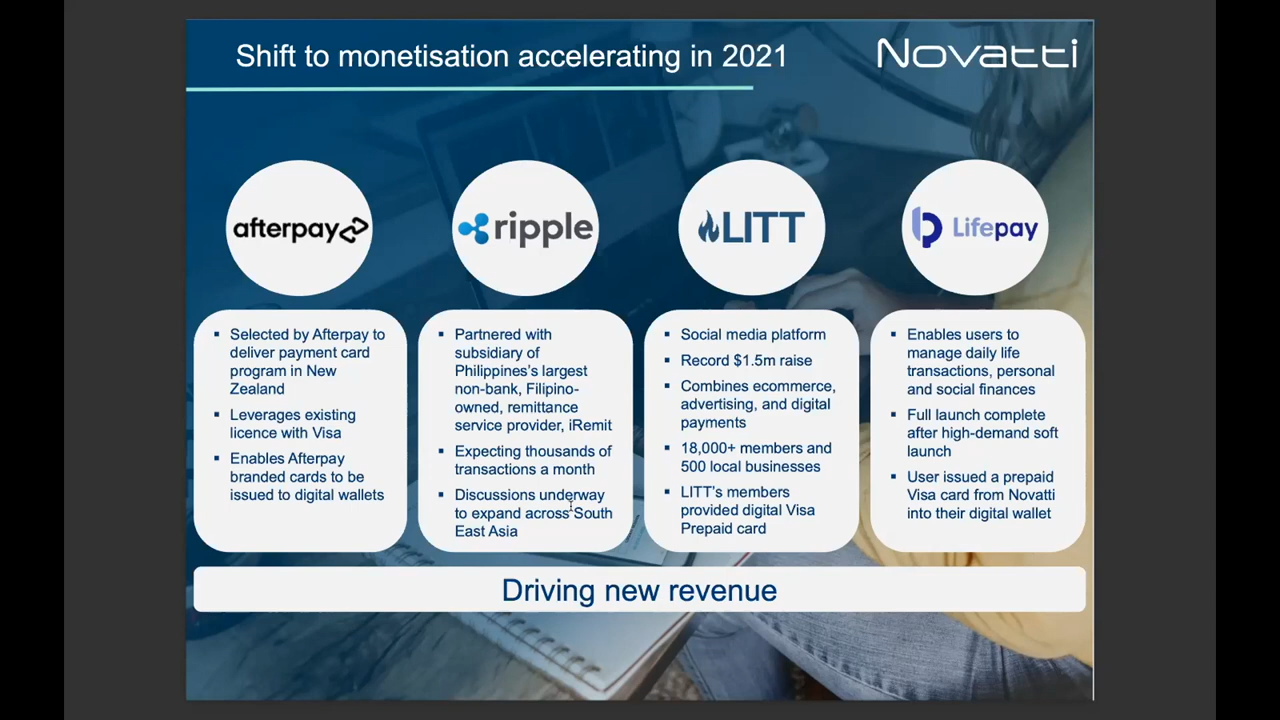 Shift to monetisation accelerating in 2021
Novatti
afterpay
ripple
LITT
Lifepay
▪ Selected by Afterpay to
deliver payment card
program in New
Zealand
▪ Leverages existing
licence with Visa
▪ Enables Afterpay
branded cards to be
issued to digital wallets
▪ Partnered with
subsidiary of
Philippines's largest
non-bank, Filipino-
owned, remittance
service provider, iRemit
▪ Expecting thousands of
transactions a month
▪ Discussions underway
to expand across South
East Asia
▪ Social media platform
▪ Record $1.5m raise
▪ Combines ecommerce,
advertising, and digital
payments
▪ 18,000+ members and
500 local businesses
▪ LITT's members
provided digital Visa
Prepaid card
▪ Enables users to
manage daily life
transactions, personal
and social finances
▪ Full launch complete
after high-demand soft
launch
▪ User issued a prepaid
Visa card from Novatti
into their digital wallet
Driving new revenue